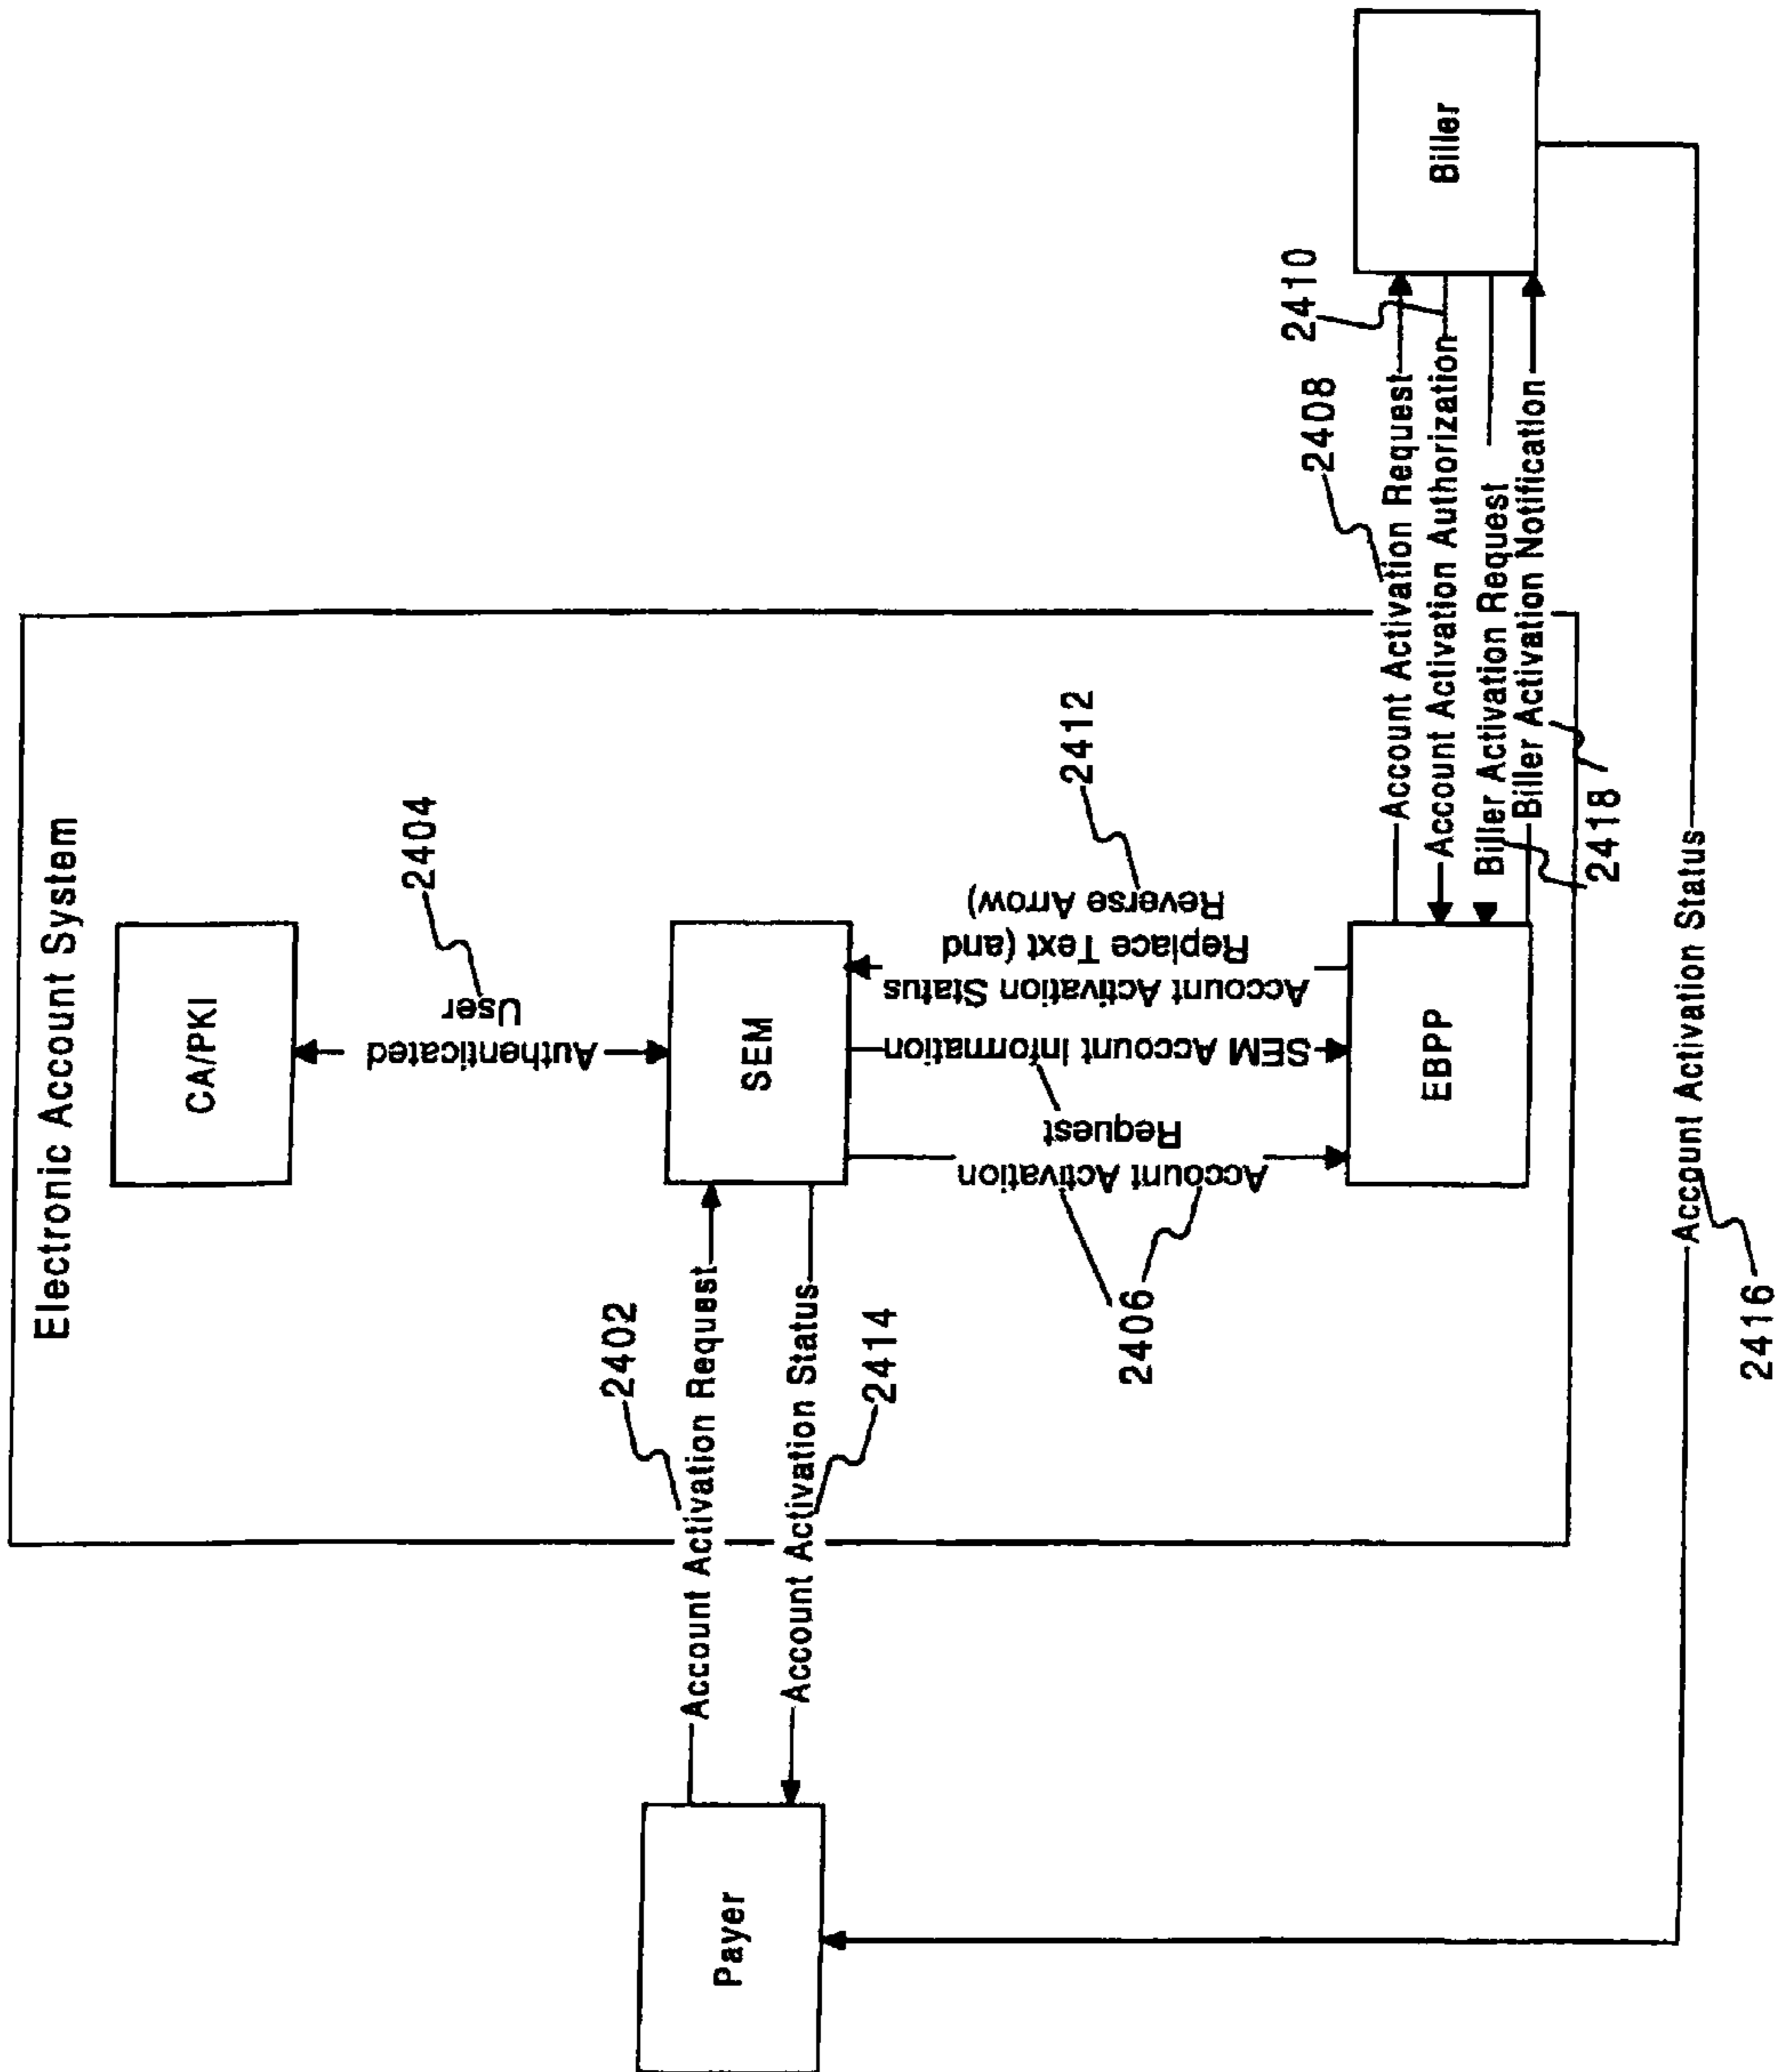 Electronic Account System
CA/PKI
2404
User
Authenticated
2402
Account Activation Request
SEM
Payer
Account Activation Status
2414
2412
Account Activation Status
Replace Text (and
Reverse Arrow)
SEM Account Information
Account Activation
Request
2406
2408
2410
Account Activation Request
Account Activation Authorization
Biller
EBPP
Biller Activation Request
Biller Activation Notification
2418
Account Activation Status
2416